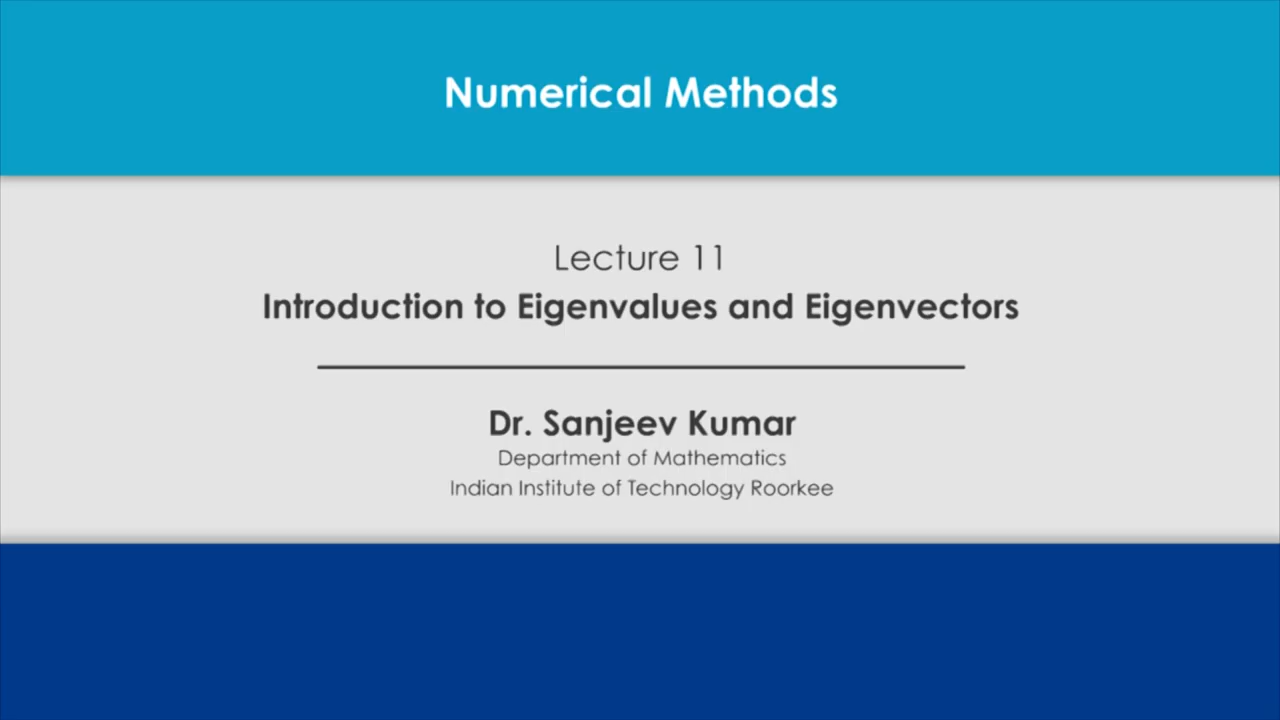 Numerical Methods
Lecture 11
Introduction to Eigenvalues and Eigenvectors
Dr. Sanjeev Kumar
Department of Mathematics
Indian Institute of Technology Roorkee